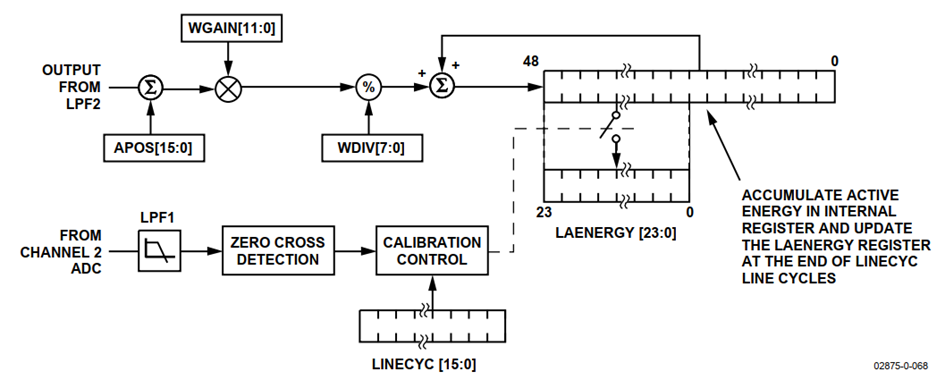 WGAIN[11:0]
OUTPUT
FROM
LPF2
Σ
%
+
+
Σ
48
0
APOS[15:0]
WDIV[7:0]
23
0
LAENERGY [23:0]
ACCUMULATE ACTIVE
ENERGY IN INTERNAL
REGISTER AND UPDATE
THE LAENERGY REGISTER
AT THE END OF LINECYC
LINE CYCLES
FROM
CHANNEL 2
ADC
LPF1
ZERO CROSS
DETECTION
CALIBRATION
CONTROL
LINECYC [15:0]
02875-0-068